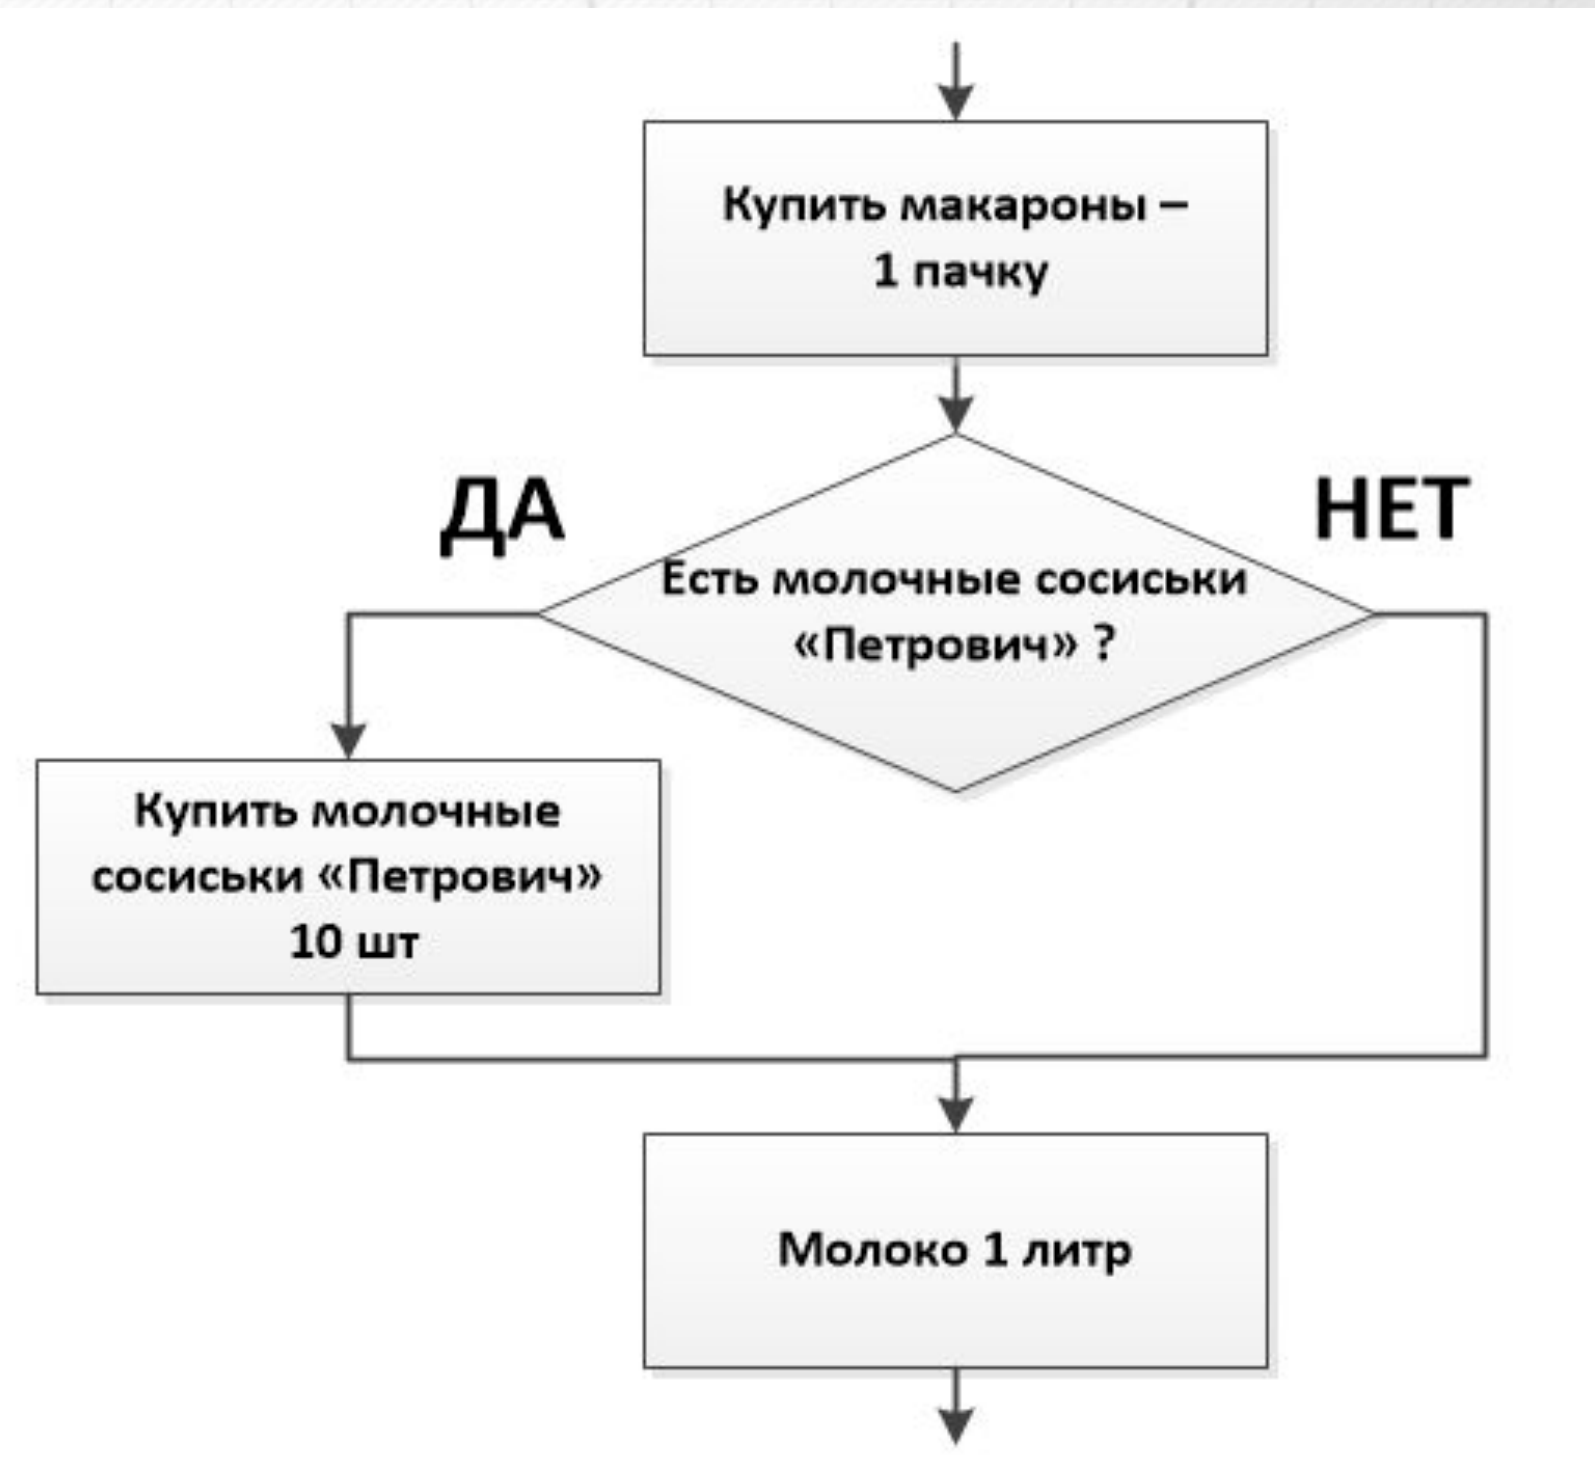 Купить макароны –
1 пачку
ДА
НЕТ
Есть молочные сосиськи
«Петрович» ?
Купить молочные
сосиськи «Петрович»
10 шт
Молоко 1 литр